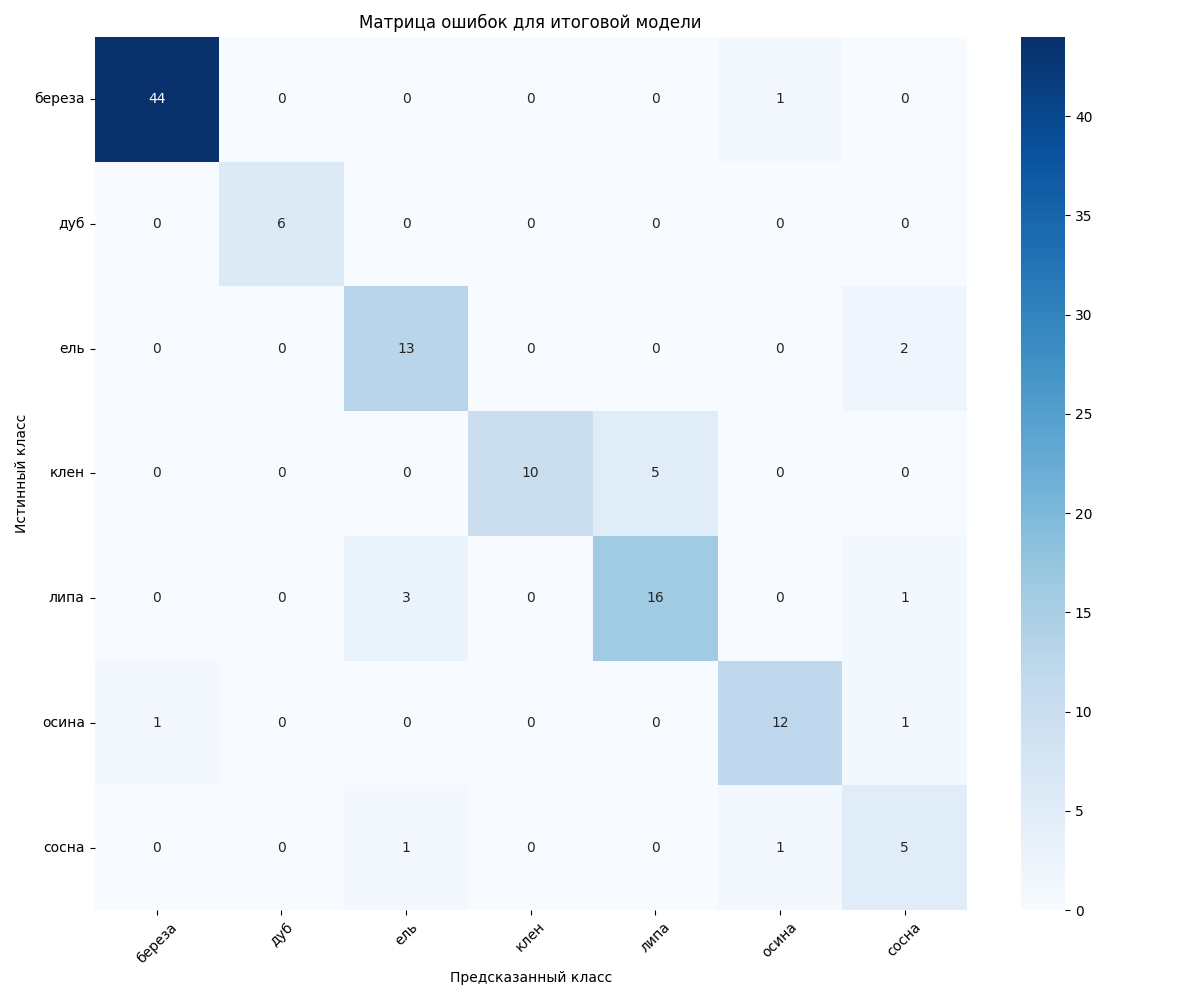 Матрица ошибок для итоговой модели
береза 44 0 0 0 0 1 0
дуб 0 6 0 0 0 0 0
ель 0 0 13 0 0 0 2
клен 0 0 0 10 5 0 0
липа 0 0 3 0 16 0 1
осина 1 0 0 0 0 12 1
сосна 0 0 1 0 0 1 5
береза дуб ель клен липа осина сосна
Предсказанный класс
Истинный класс
40
35
30
25
20
15
10
5
0